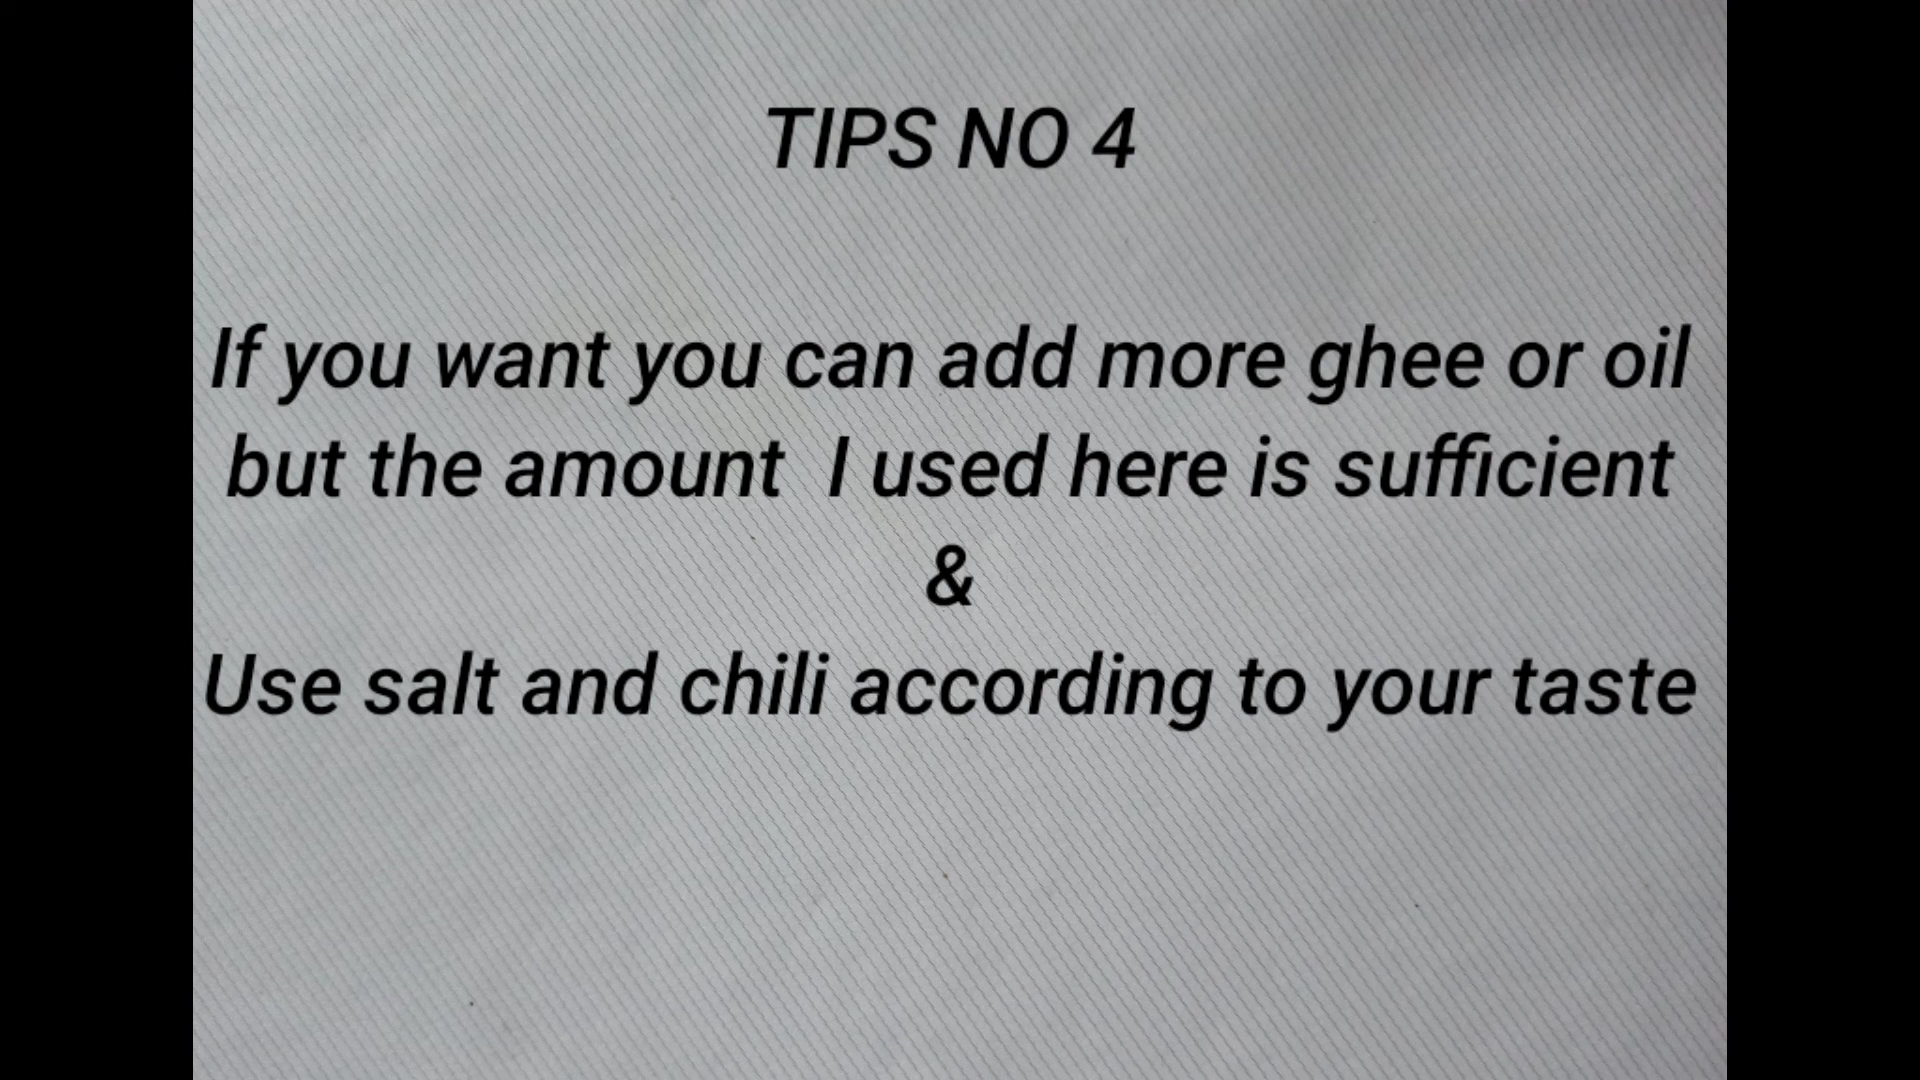 TIPS NO 4
If you want you can add more ghee or oil
but the amount  I used here is sufficient
&
Use salt and chili according to your taste